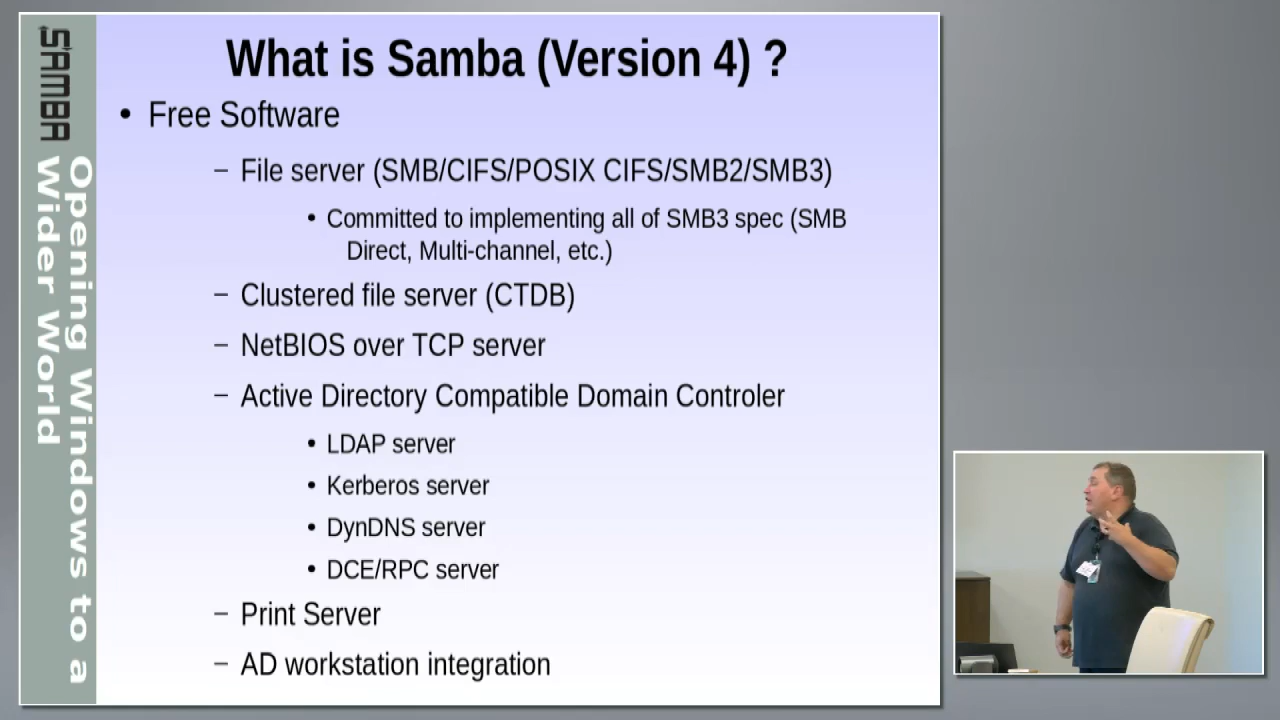 SAMBA
Opening Windows to a
Wider World
What is Samba (Version 4) ?
• Free Software
– File server (SMB/CIFS/POSIX CIFS/SMB2/SMB3)
• Committed to implementing all of SMB3 spec (SMB
Direct, Multi-channel, etc.)
– Clustered file server (CTDB)
– NetBIOS over TCP server
– Active Directory Compatible Domain Controler
• LDAP server
• Kerberos server
• DynDNS server
• DCE/RPC server
– Print Server
– AD workstation integration